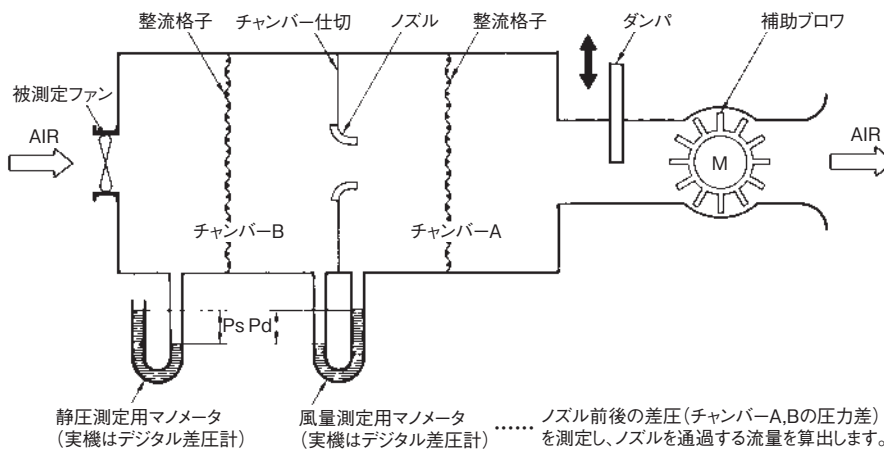 整流格子
チャンバー仕切
ノズル
整流格子
ダンパ
補助ブロワ
被測定ファン
AIR
M
AIR
チャンバーB
チャンバーA
Ps Pd
静圧測定用マノメータ
(実機はデジタル差圧計)
風量測定用マノメータ
(実機はデジタル差圧計)
…… ノズル前後の差圧(チャンバーA,Bの圧力差)
を測定し、ノズルを通過する流量を算出します。